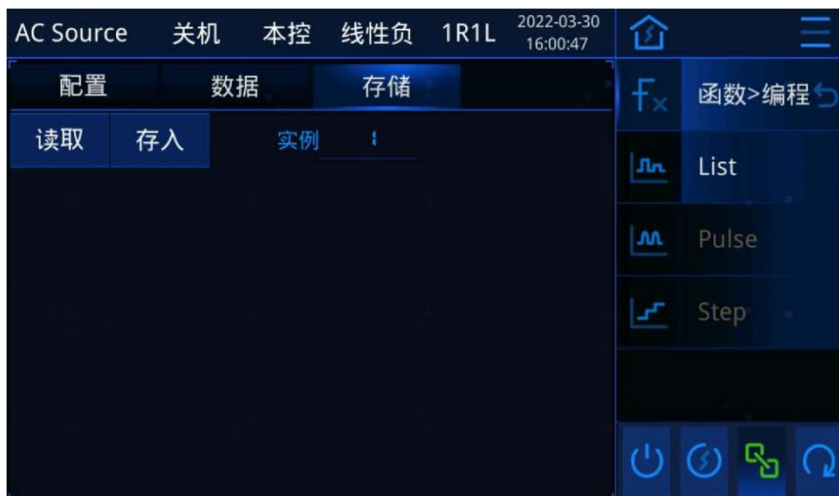 AC Source 关机 本控 线性负 1R1L 2022-03-30
16:00:47
配置 数据 存储
读取 存入 实例 1
函数>编程
List
Pulse
Step